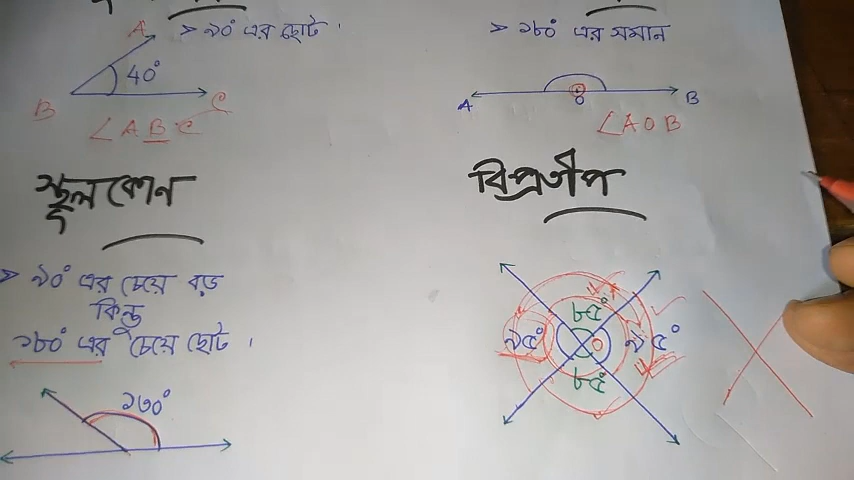 > ৯০° এর ছোট।
A
40°
B
C
∠ABC
> ১৮০° এর সমান
A
O
B
∠AOB
স্থূলকোন
> ৯০° এর চেয়ে বড়
কিন্তু
১৮০° এর চেয়ে ছোট।
১৩০°
বিপ্রতীপ
৮৫°
৯৫°
O
৯৫°
৮৫°